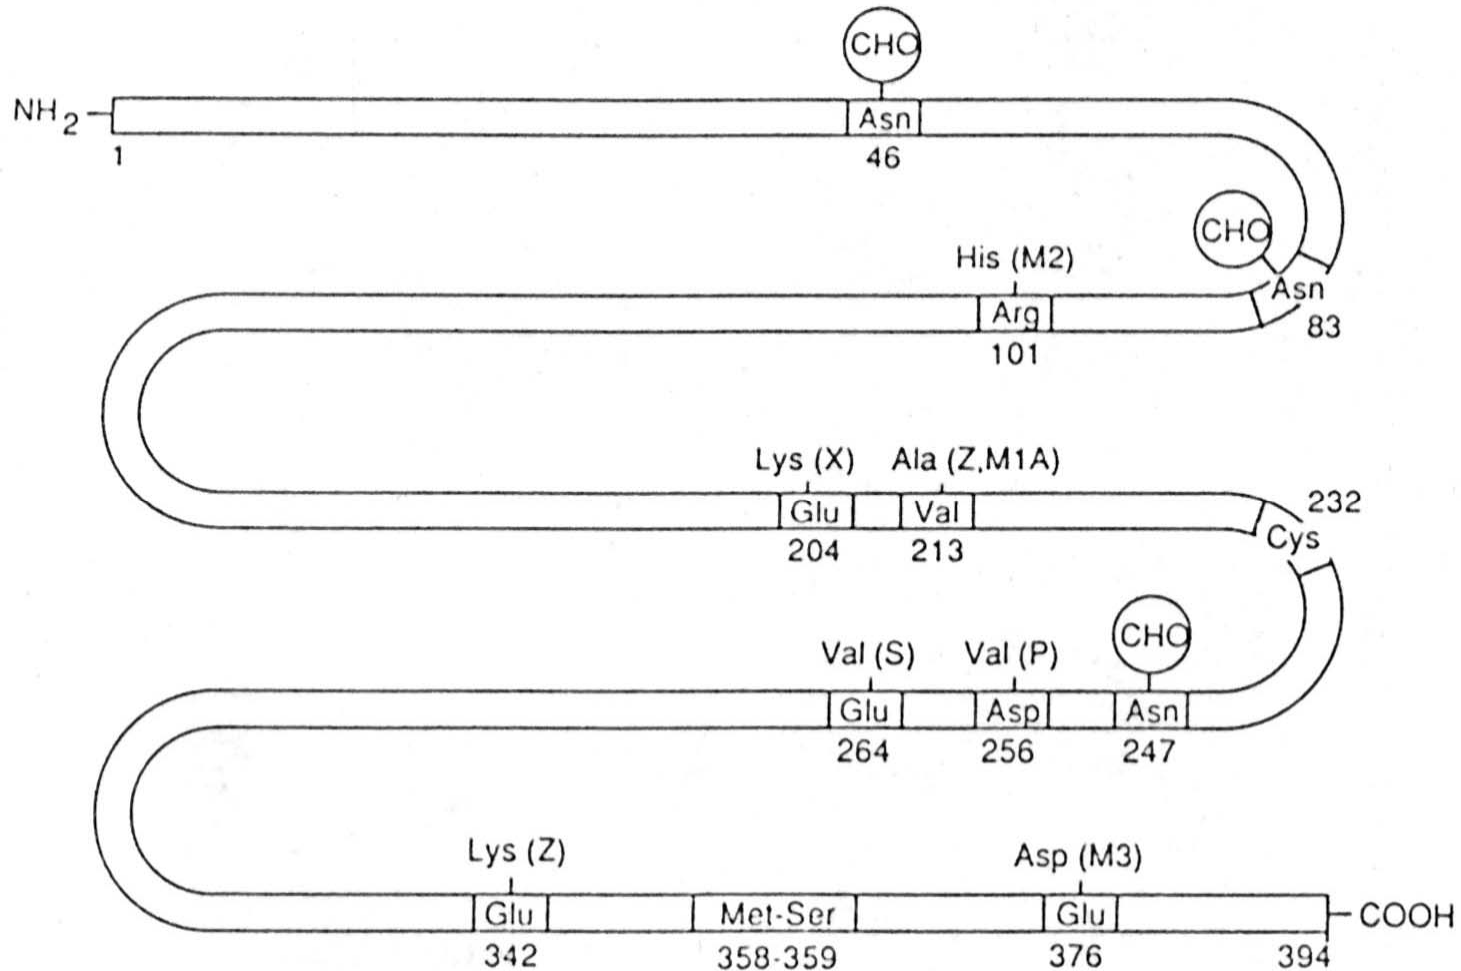 CHO
NH2 Asn
1 46
CHO
His (M2)
Arg Asn
101 83
Lys (X) Ala (Z,M1A)
Glu Val 232
204 213 Cys
CHO
Val (S) Val (P)
Glu Asp Asn
264 256 247
Lys (Z) Asp (M3)
Glu Met-Ser Glu COOH
342 358-359 376 394